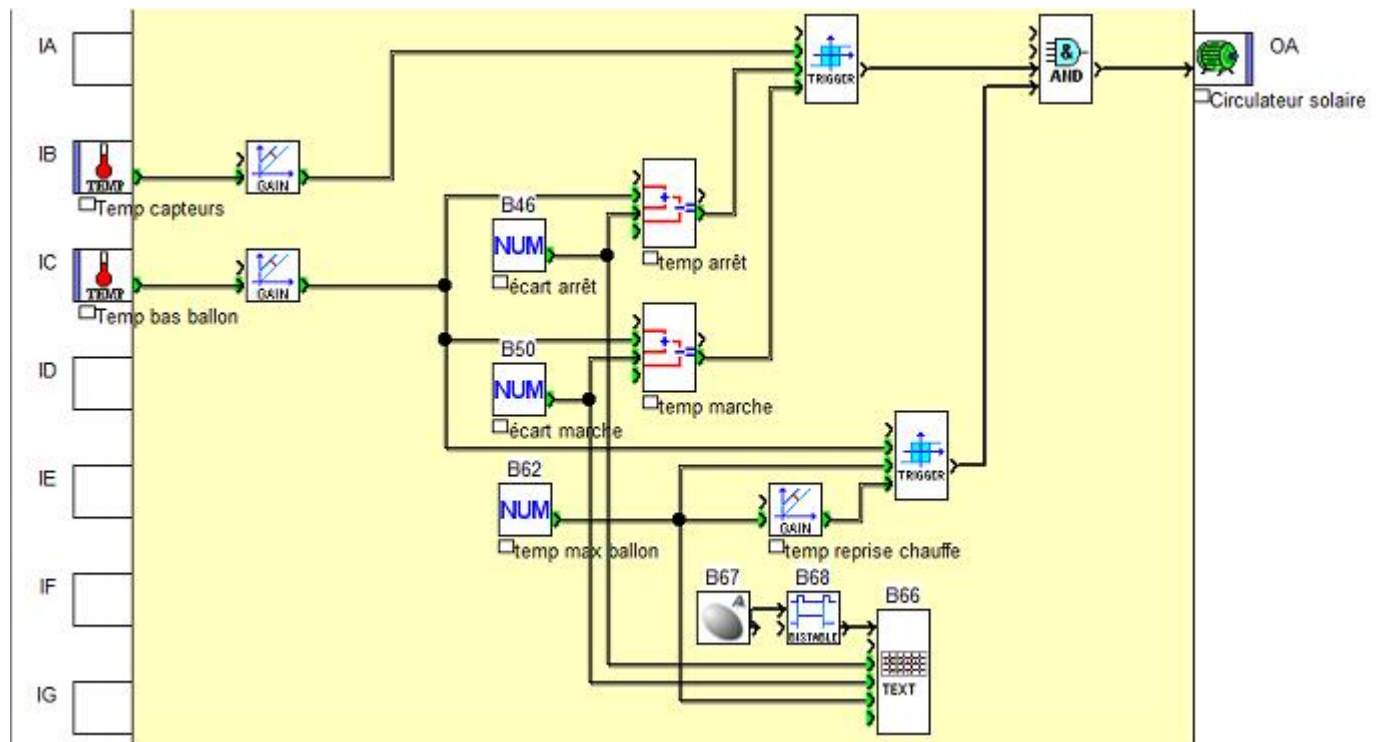 IA
TRIGGER
&
AND
OA
Circulateur solaire
IB
TEMP
GAIN
Temp capteurs
B46
NUM
écart arrêt
temp arrêt
IC
TEMP
GAIN
Temp bas ballon
B50
NUM
écart marche
temp marche
ID
TRIGGER
IE
B62
NUM
temp max ballon
GAIN
temp reprise chauffe
IF
B67
A
B68
BISTABLE
B66
TEXT
IG